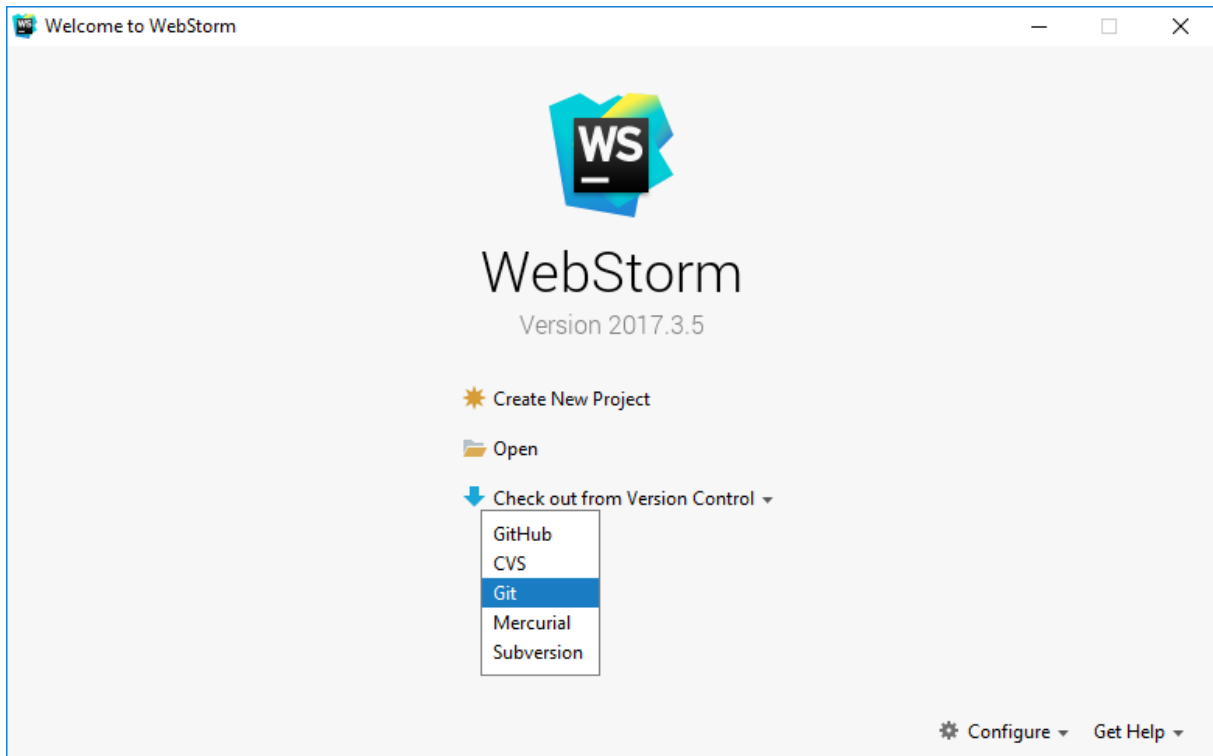 Welcome to WebStorm
WS
WebStorm
Version 2017.3.5
Create New Project
Open
Check out from Version Control
GitHub
CVS
Git
Mercurial
Subversion
Configure Get Help